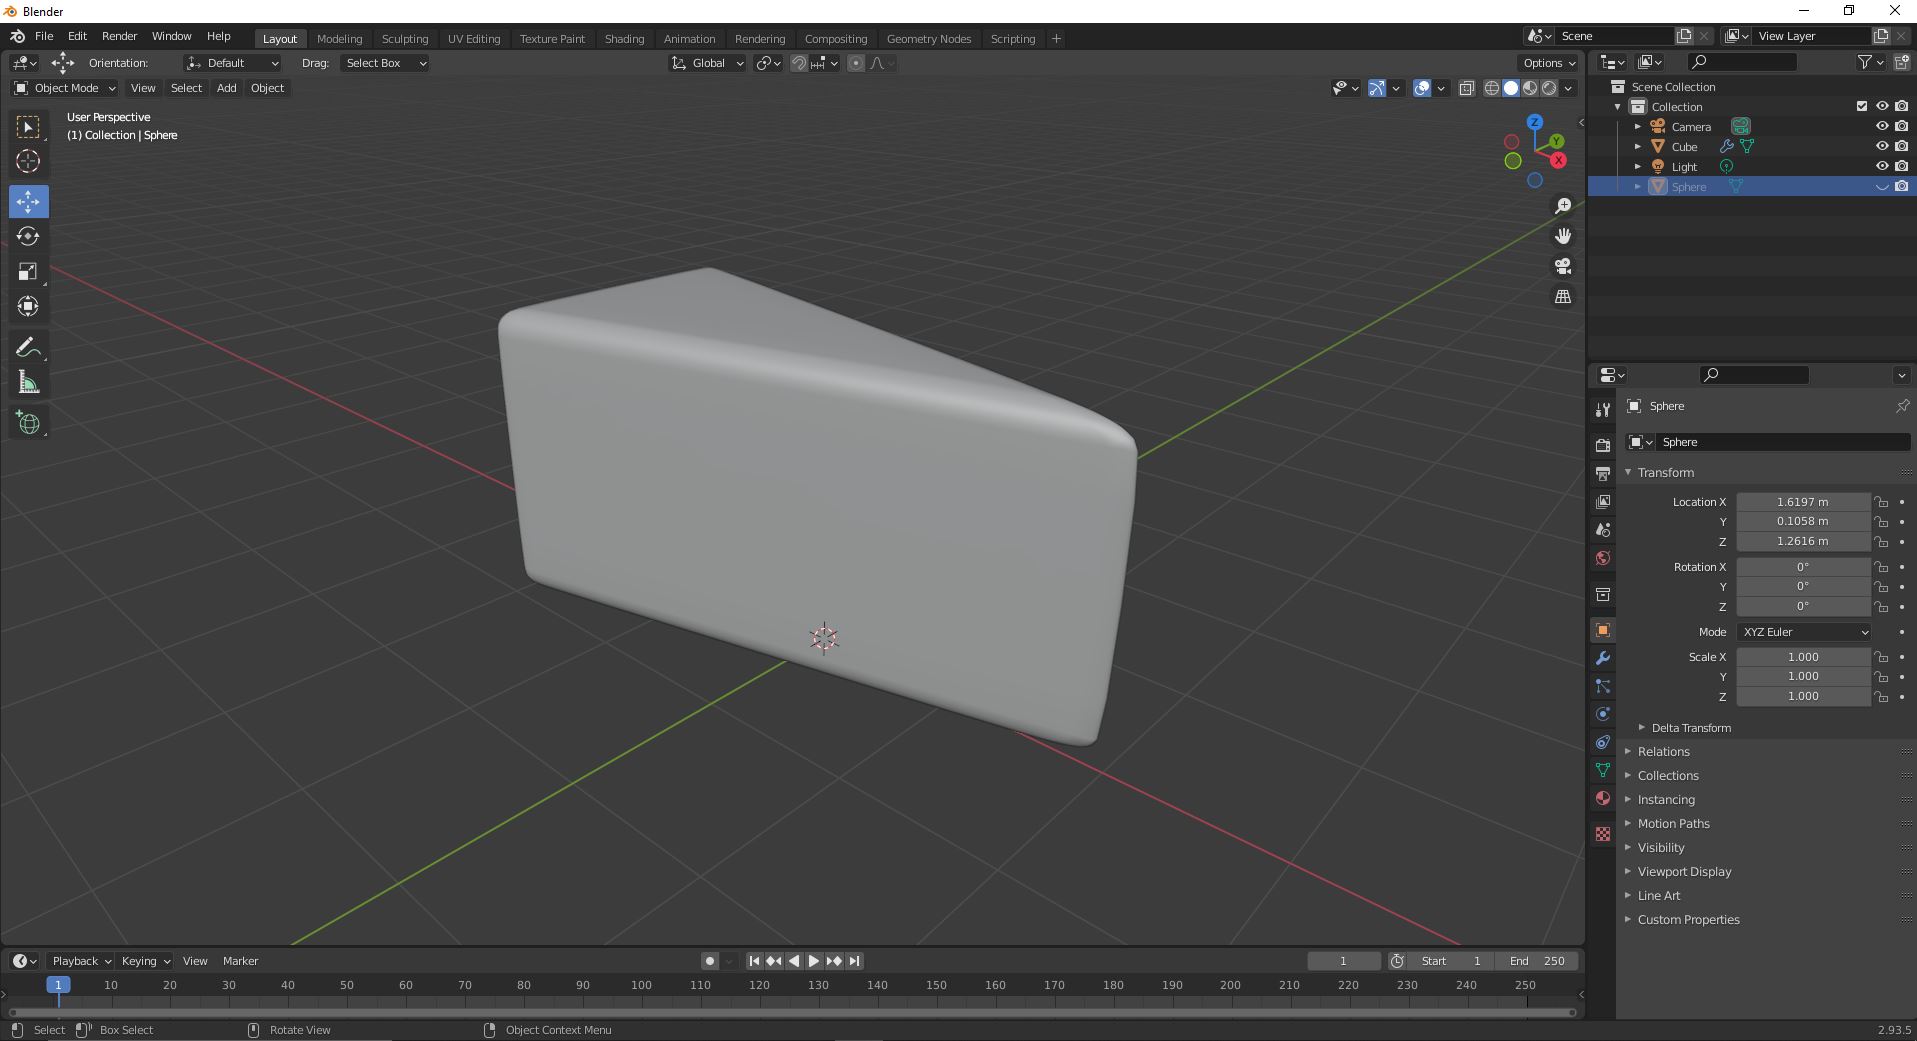 Blender
File Edit Render Window Help Layout Modeling Sculpting UV Editing Texture Paint Shading Animation Rendering Compositing Geometry Nodes Scripting + Scene View Layer
Orientation: Default Drag: Select Box Global Options
Object Mode View Select Add Object
User Perspective
(1) Collection | Sphere
Z
Y
X
Scene Collection
Collection
Camera
Cube
Light
Sphere
Sphere
Sphere
Transform
Location X 1.6197 m
Y 0.1058 m
Z 1.2616 m
Rotation X 0°
Y 0°
Z 0°
Mode XYZ Euler
Scale X 1.000
Y 1.000
Z 1.000
Delta Transform
Relations
Collections
Instancing
Motion Paths
Visibility
Viewport Display
Line Art
Custom Properties
Playback Keying View Marker 1 Start 1 End 250
1 10 20 30 40 50 60 70 80 90 100 110 120 130 140 150 160 170 180 190 200 210 220 230 240 250
Select Box Select Rotate View Object Context Menu 2.93.5